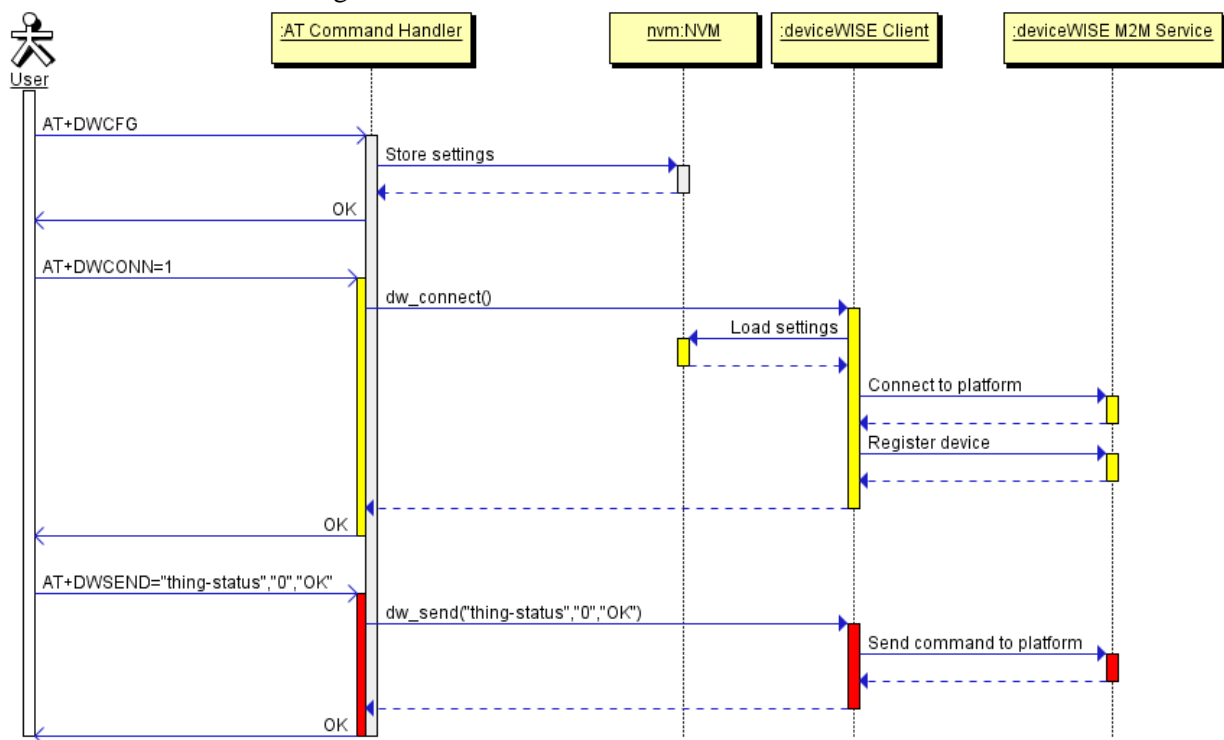 :AT Command Handler
nvm:NVM
:deviceWISE Client
:deviceWISE M2M Service
User
AT+DWCFG
Store settings
OK
AT+DWCONN=1
dw_connect()
Load settings
Connect to platform
Register device
OK
AT+DWSEND="thing-status","0","OK"
dw_send("thing-status","0","OK")
Send command to platform
OK